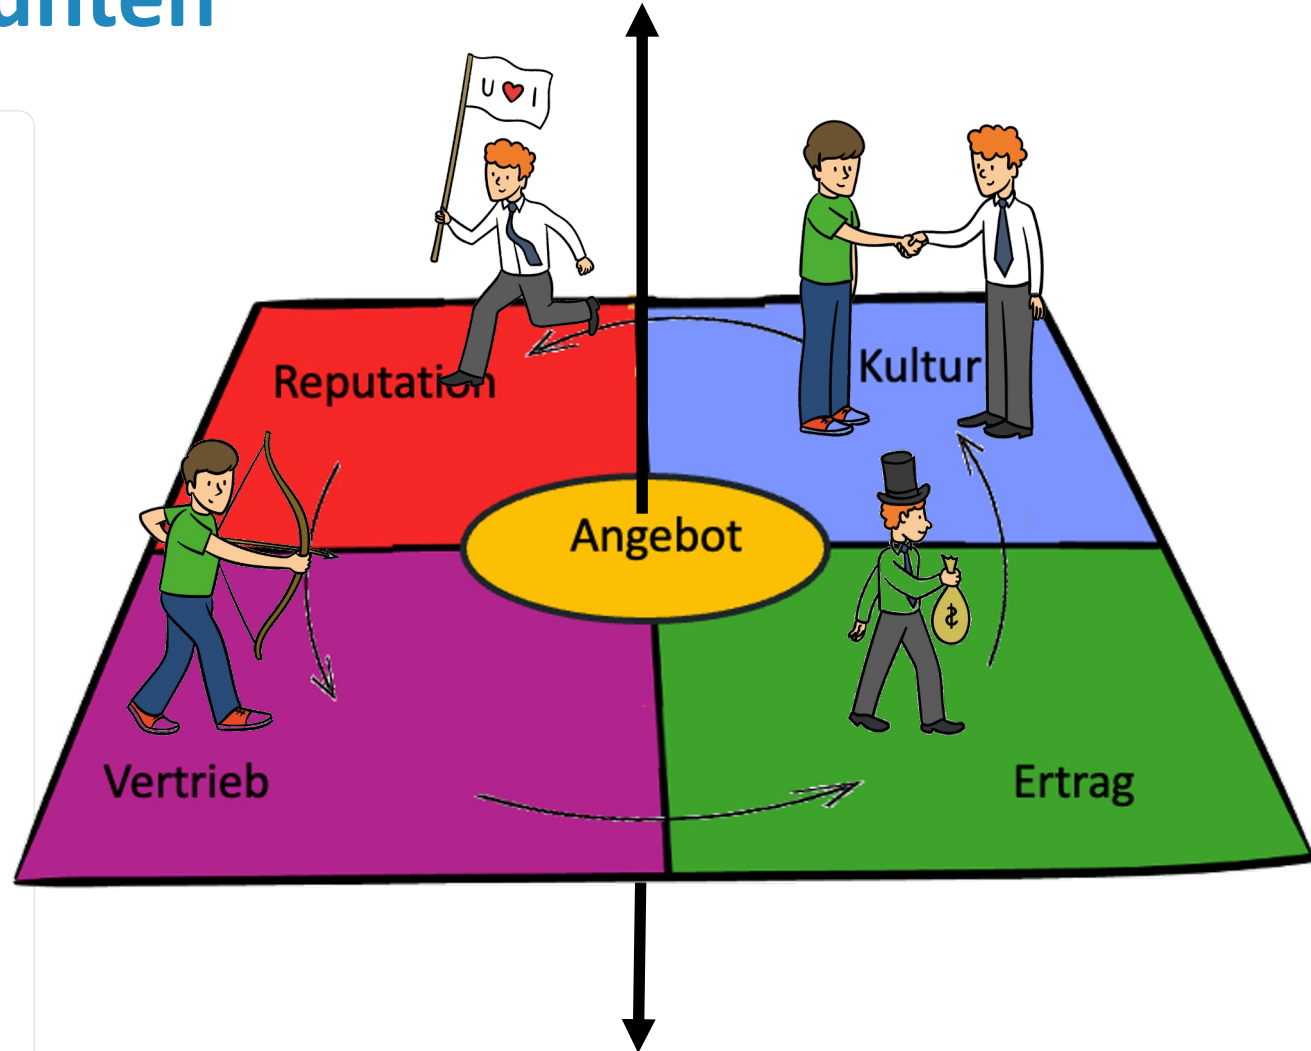 U ❤ I
Reputation
Kultur
Angebot
$
Vertrieb
Ertrag